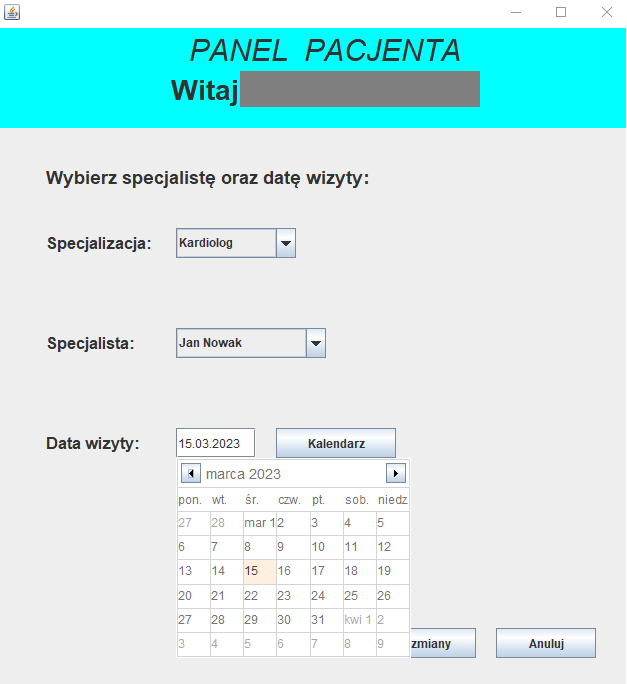 PANEL PACJENTA
Witaj
Wybierz specjalistę oraz datę wizyty:
Specjalizacja: Kardiolog
Specjalista: Jan Nowak
Data wizyty: 15.03.2023 Kalendarz
marca 2023
pon. wt. śr. czw. pt. sob. niedz
27 28 mar 1 2 3 4 5
6 7 8 9 10 11 12
13 14 15 16 17 18 19
20 21 22 23 24 25 26
27 28 29 30 31 kwi 1 2
3 4 5 6 7 8 9
zmiany Anuluj